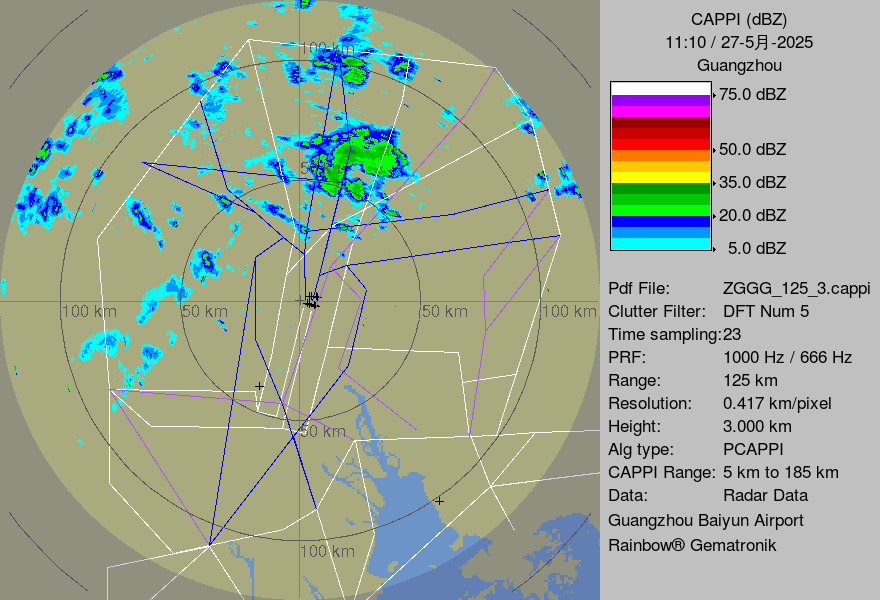 CAPPI (dBZ)
11:10 / 27-5月-2025
Guangzhou
75.0 dBZ
50.0 dBZ
35.0 dBZ
20.0 dBZ
5.0 dBZ
Pdf File: ZGGG_125_3.cappi
Clutter Filter: DFT Num 5
Time sampling:23
PRF: 1000 Hz / 666 Hz
Range: 125 km
Resolution: 0.417 km/pixel
Height: 3.000 km
Alg type: PCAPPI
CAPPI Range: 5 km to 185 km
Data: Radar Data
Guangzhou Baiyun Airport
Rainbow® Gematronik
100 km
100 km
50 km
50 km
100 km
50 km
100 km